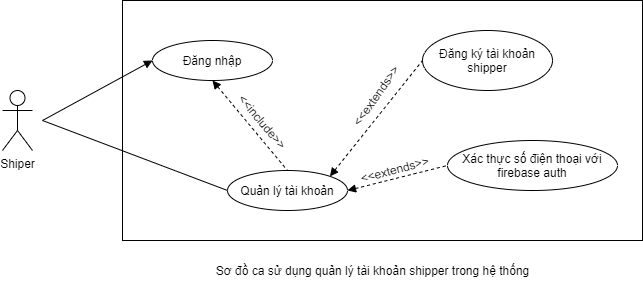 Đăng nhập
Đăng ký tài khoản
shipper
<<include>>
<<extends>>
Shiper
Xác thực số điện thoại với
firebase auth
<<extends>>
Quản lý tài khoản
Sơ đồ ca sử dụng quản lý tài khoản shipper trong hệ thống